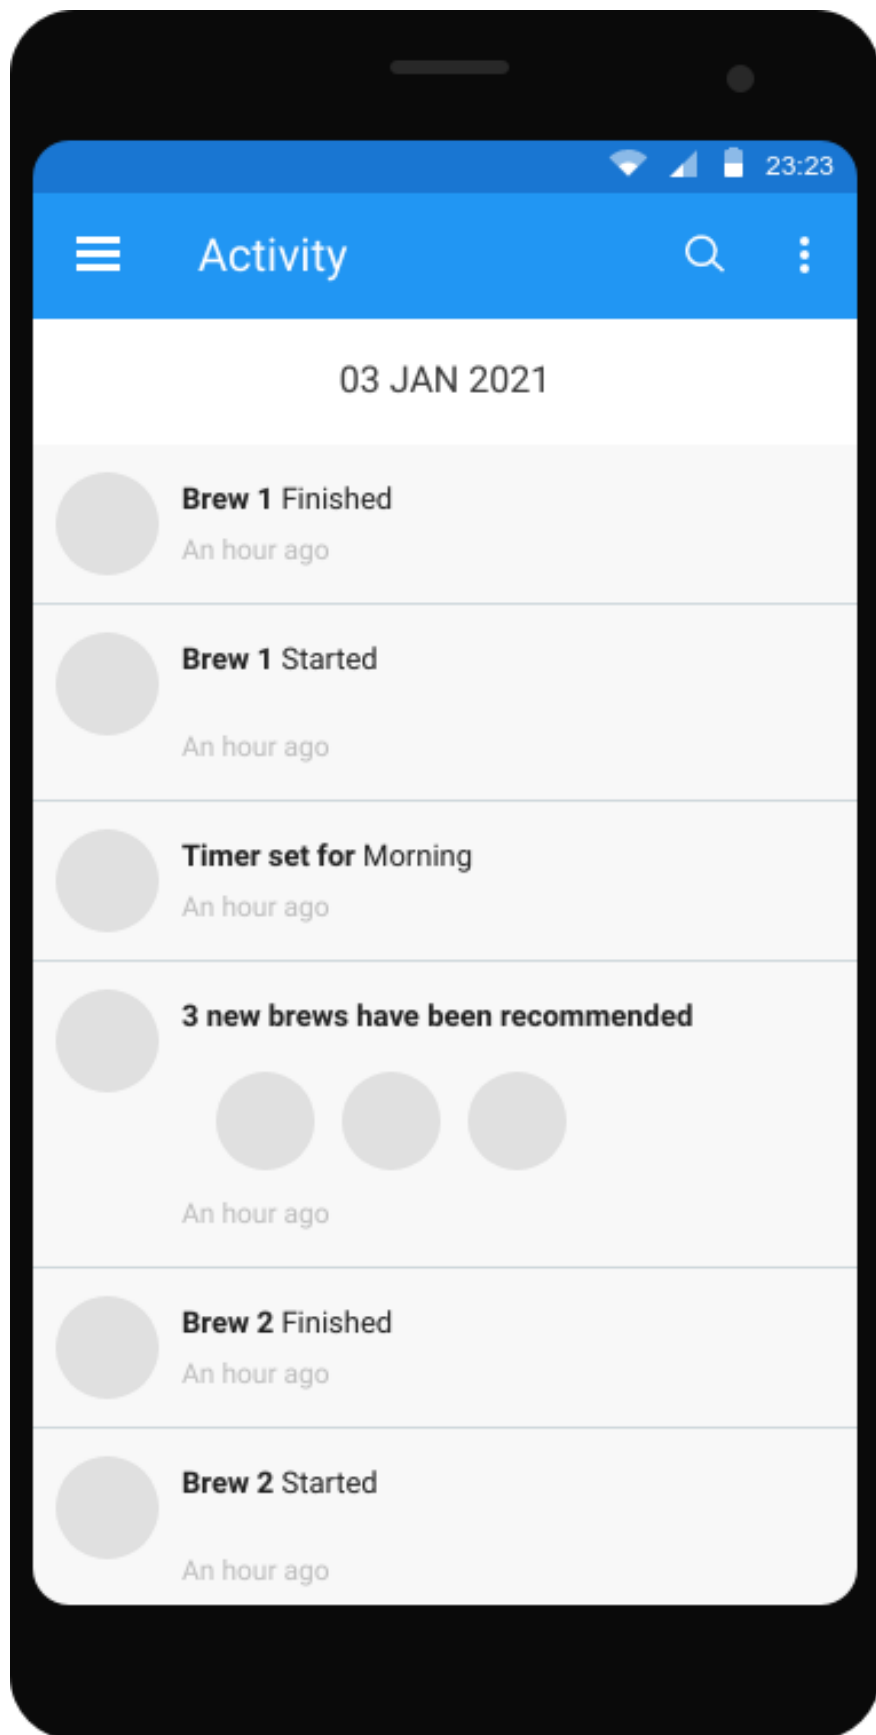 23:23
Activity
03 JAN 2021
Brew 1 Finished
An hour ago
Brew 1 Started
An hour ago
Timer set for Morning
An hour ago
3 new brews have been recommended
An hour ago
Brew 2 Finished
An hour ago
Brew 2 Started
An hour ago